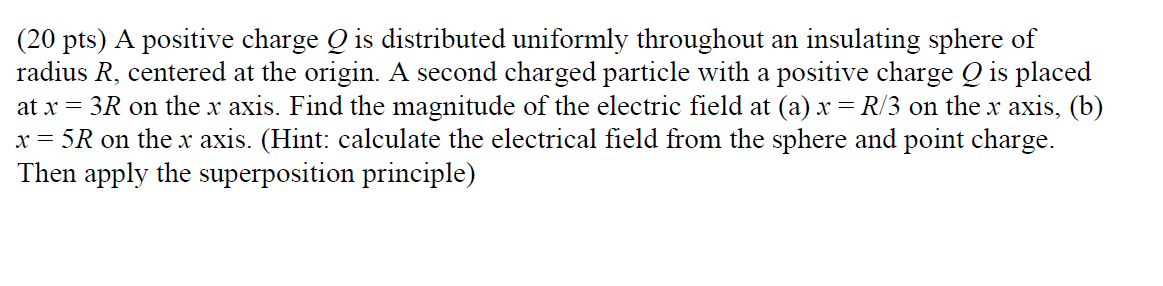 (20 pts) A positive charge Q is distributed uniformly throughout an insulating sphere of
radius R, centered at the origin. A second charged particle with a positive charge Q is placed
at x = 3R on the x axis. Find the magnitude of the electric field at (a) x = R/3 on the x axis, (b)
x = 5R on the x axis. (Hint: calculate the electrical field from the sphere and point charge.
Then apply the superposition principle)